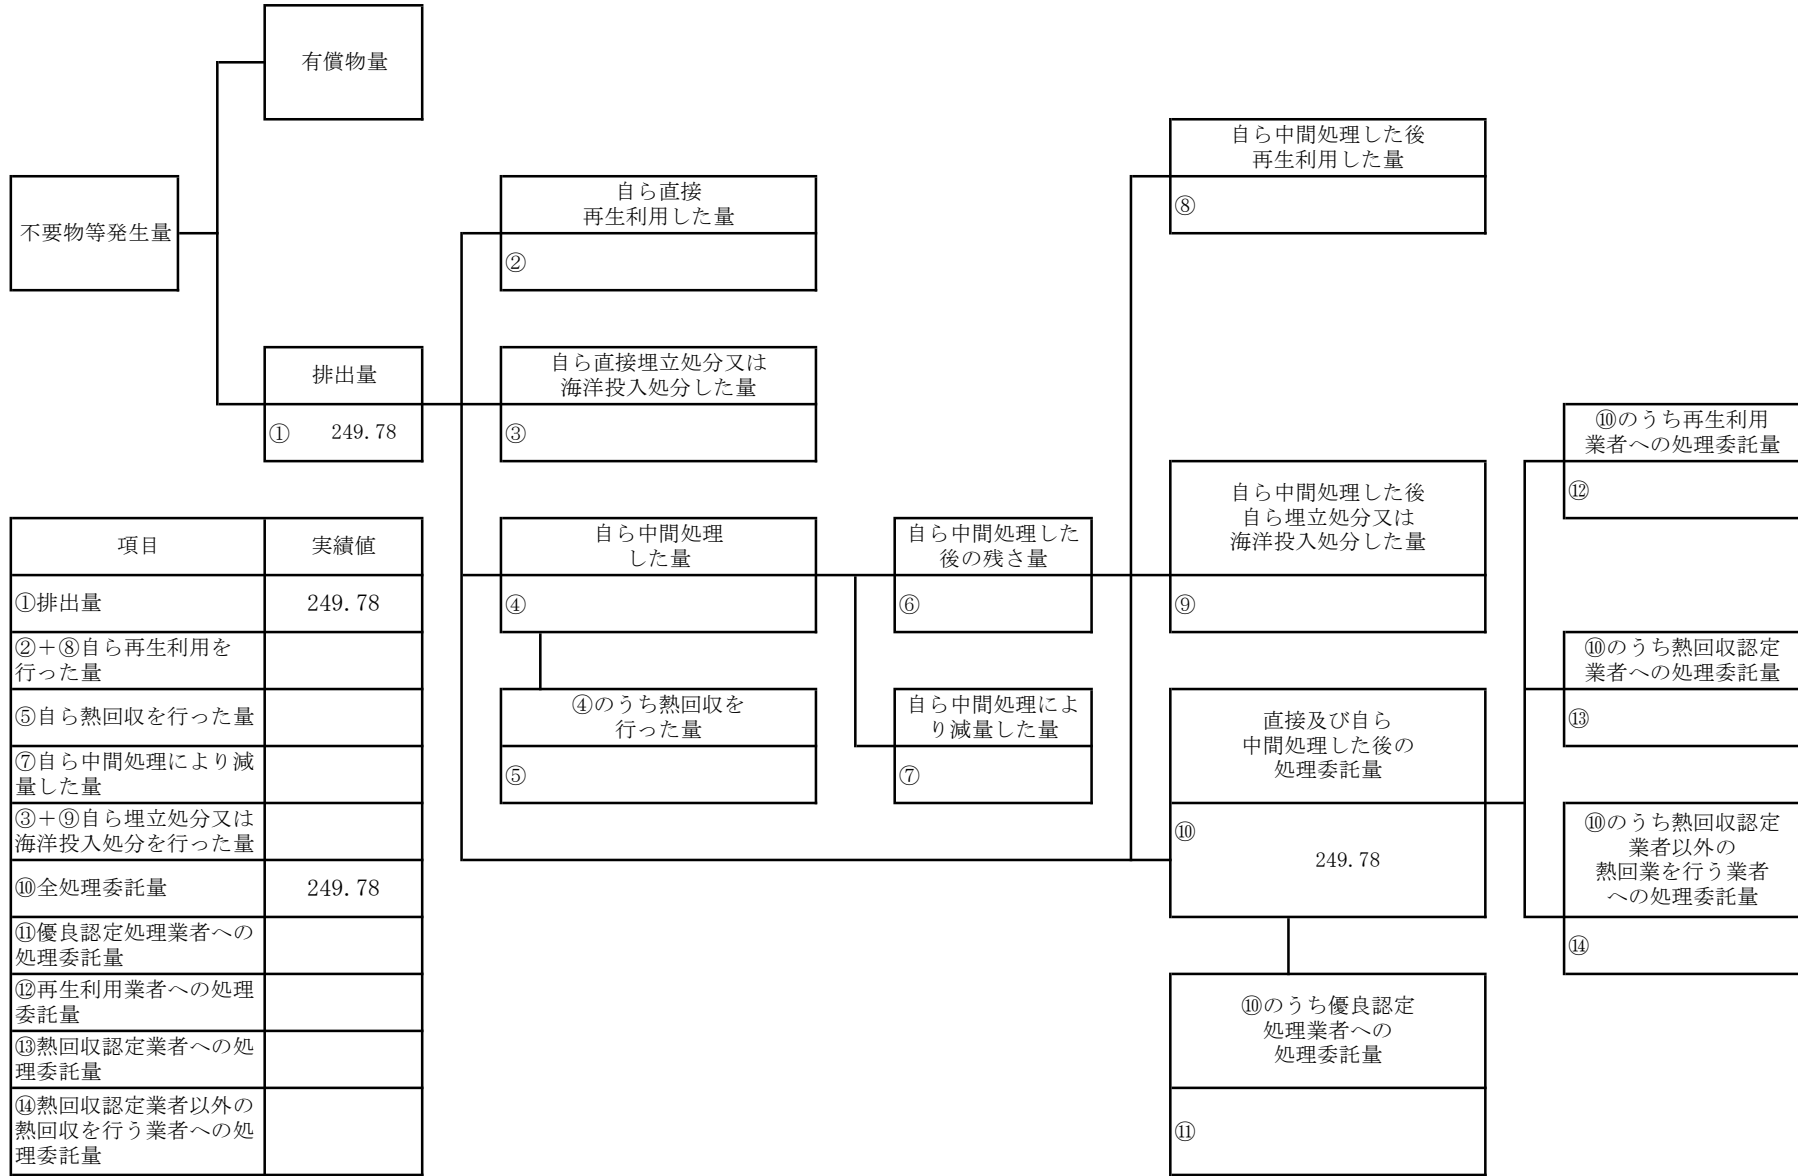 有償物量
不要物等発生量
排出量
① 249.78
自ら直接
再生利用した量
②
自ら直接埋立処分又は
海洋投入処分した量
③
自ら中間処理
した量
④
④のうち熱回収を
行った量
⑤
自ら中間処理した
後の残さ量
⑥
自ら中間処理によ
り減量した量
⑦
自ら中間処理した後
再生利用した量
⑧
自ら中間処理した後
自ら埋立処分又は
海洋投入処分した量
⑨
直接及び自ら
中間処理した後の
処理委託量
⑩
249.78
⑩のうち優良認定
処理業者への
処理委託量
⑪
⑩のうち再生利用
業者への処理委託量
⑫
⑩のうち熱回収認定
業者への処理委託量
⑬
⑩のうち熱回収認定
業者以外の
熱回業を行う業者
への処理委託量
⑭
項目 実績値
①排出量 249.78
②＋⑧自ら再生利用を
行った量
⑤自ら熱回収を行った量
⑦自ら中間処理により減
量した量
③＋⑨自ら埋立処分又は
海洋投入処分を行った量
⑩全処理委託量 249.78
⑪優良認定処理業者への
処理委託量
⑫再生利用業者への処理
委託量
⑬熱回収認定業者への処
理委託量
⑭熱回収認定業者以外の
熱回収を行う業者への処
理委託量